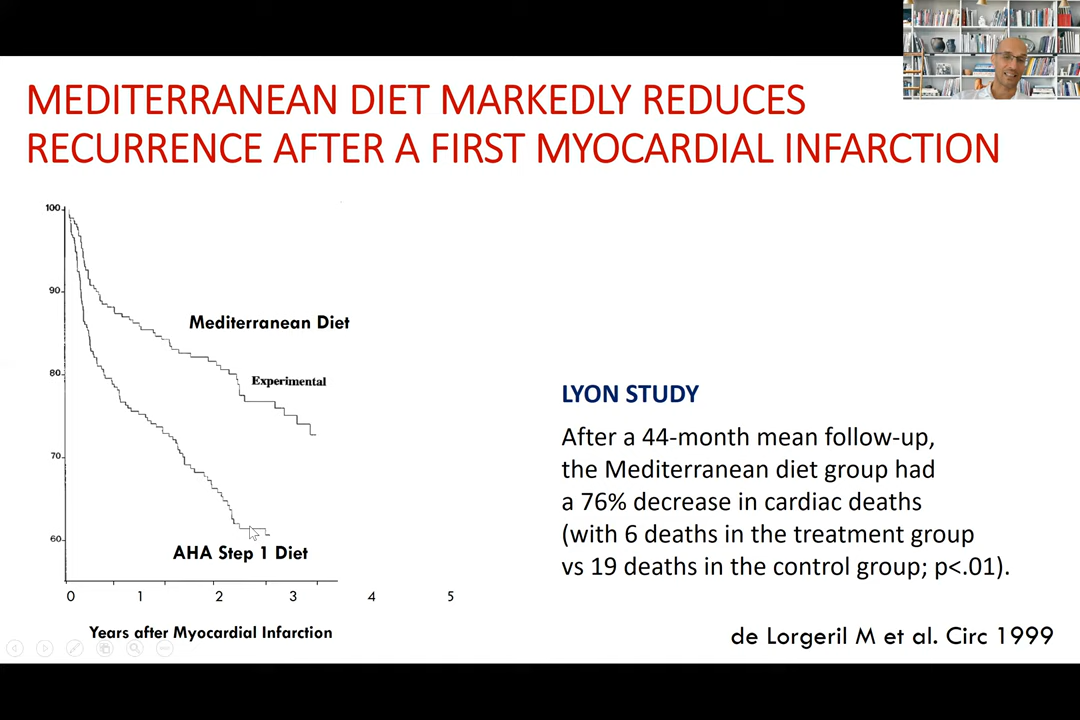 MEDITERRANEAN DIET MARKEDLY REDUCES
RECURRENCE AFTER A FIRST MYOCARDIAL INFARCTION
100
90
80
70
60
Mediterranean Diet
Experimental
AHA Step 1 Diet
0 1 2 3 4 5
Years after Myocardial Infarction
LYON STUDY
After a 44-month mean follow-up,
the Mediterranean diet group had
a 76% decrease in cardiac deaths
(with 6 deaths in the treatment group
vs 19 deaths in the control group; p<.01).
de Lorgeril M et al. Circ 1999